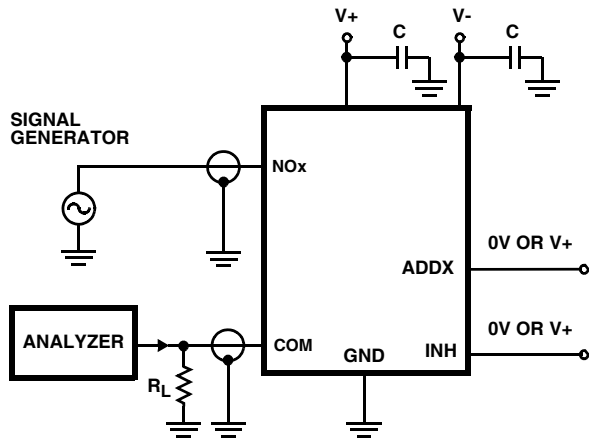 V+
V-
C
C
SIGNAL
GENERATOR
NOx
0V OR V+
ADDX
0V OR V+
ANALYZER
COM
GND
INH
RL